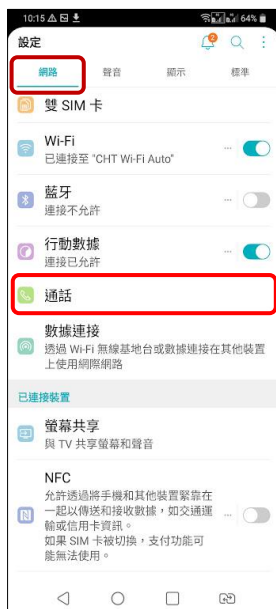 10:15 64%
設定 2
網路 聲音 顯示 標準
雙 SIM 卡
Wi-Fi
已連接至 "CHT Wi-Fi Auto"
藍牙
連接不允許
行動數據
連接已允許
通話
數據連接
透過 Wi-Fi 無線基地台或數據連接在其他裝置
上使用網際網路
已連接裝置
螢幕共享
與 TV 共享螢幕和聲音
NFC
允許透過將手機和其他裝置緊靠在
一起以傳送和接收數據，如交通運
輸或信用卡資訊。
如果 SIM 卡被切換，支付功能可
能無法使用。